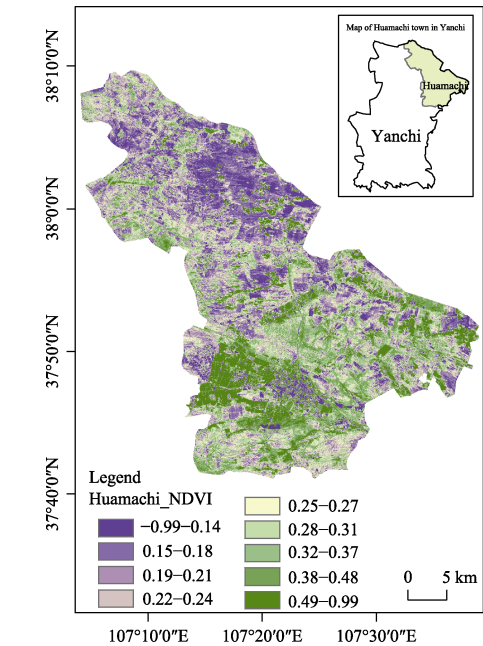 Map of Huamachi town in Yanchi
Huamachi
Yanchi
38°10′0″N
38°0′0″N
37°50′0″N
37°40′0″N
Legend
Huamachi_NDVI
−0.99−0.14
0.15−0.18
0.19−0.21
0.22−0.24
0.25−0.27
0.28−0.31
0.32−0.37
0.38−0.48
0.49−0.99
0 5 km
107°10′0″E 107°20′0″E 107°30′0″E